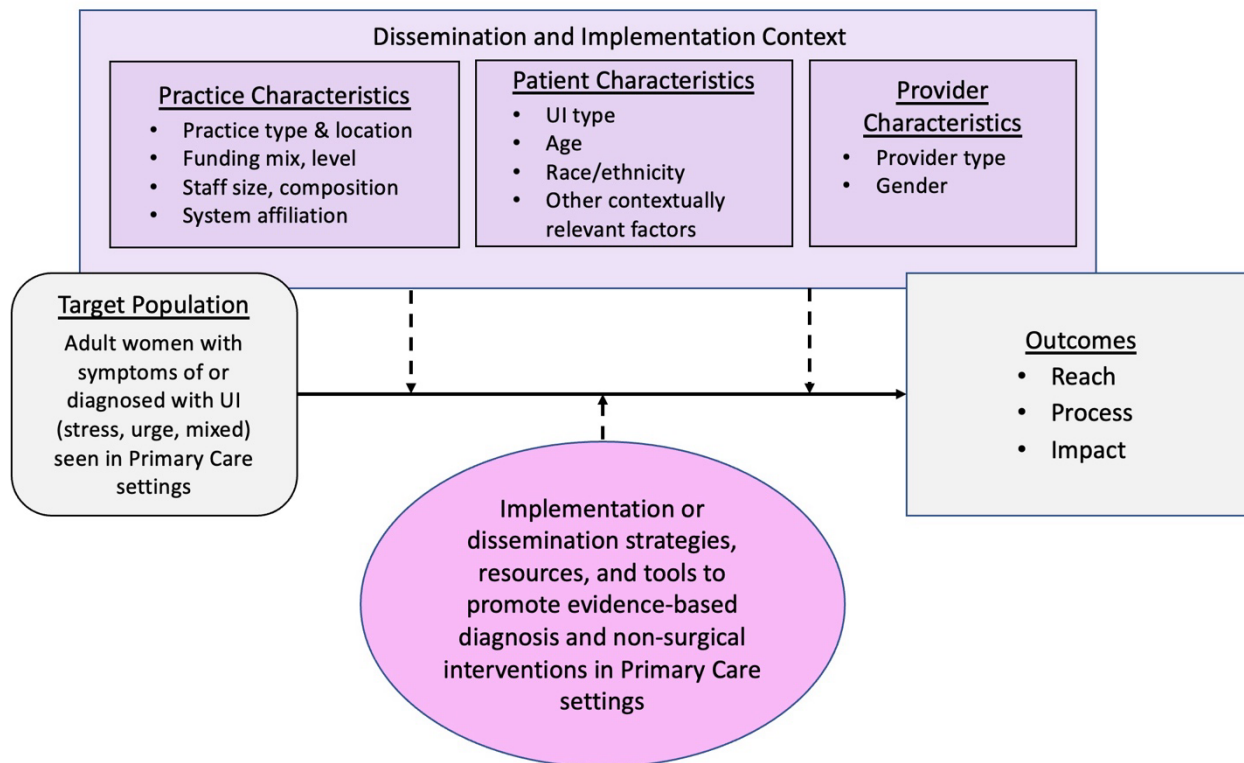 Dissemination and Implementation Context
Practice Characteristics
• Practice type & location
• Funding mix, level
• Staff size, composition
• System affiliation
Patient Characteristics
• UI type
• Age
• Race/ethnicity
• Other contextually
relevant factors
Provider
Characteristics
• Provider type
• Gender
Target Population
Adult women with
symptoms of or
diagnosed with UI
(stress, urge, mixed)
seen in Primary Care
settings
Outcomes
• Reach
• Process
• Impact
Implementation or
dissemination strategies,
resources, and tools to
promote evidence-based
diagnosis and non-surgical
interventions in Primary Care
settings